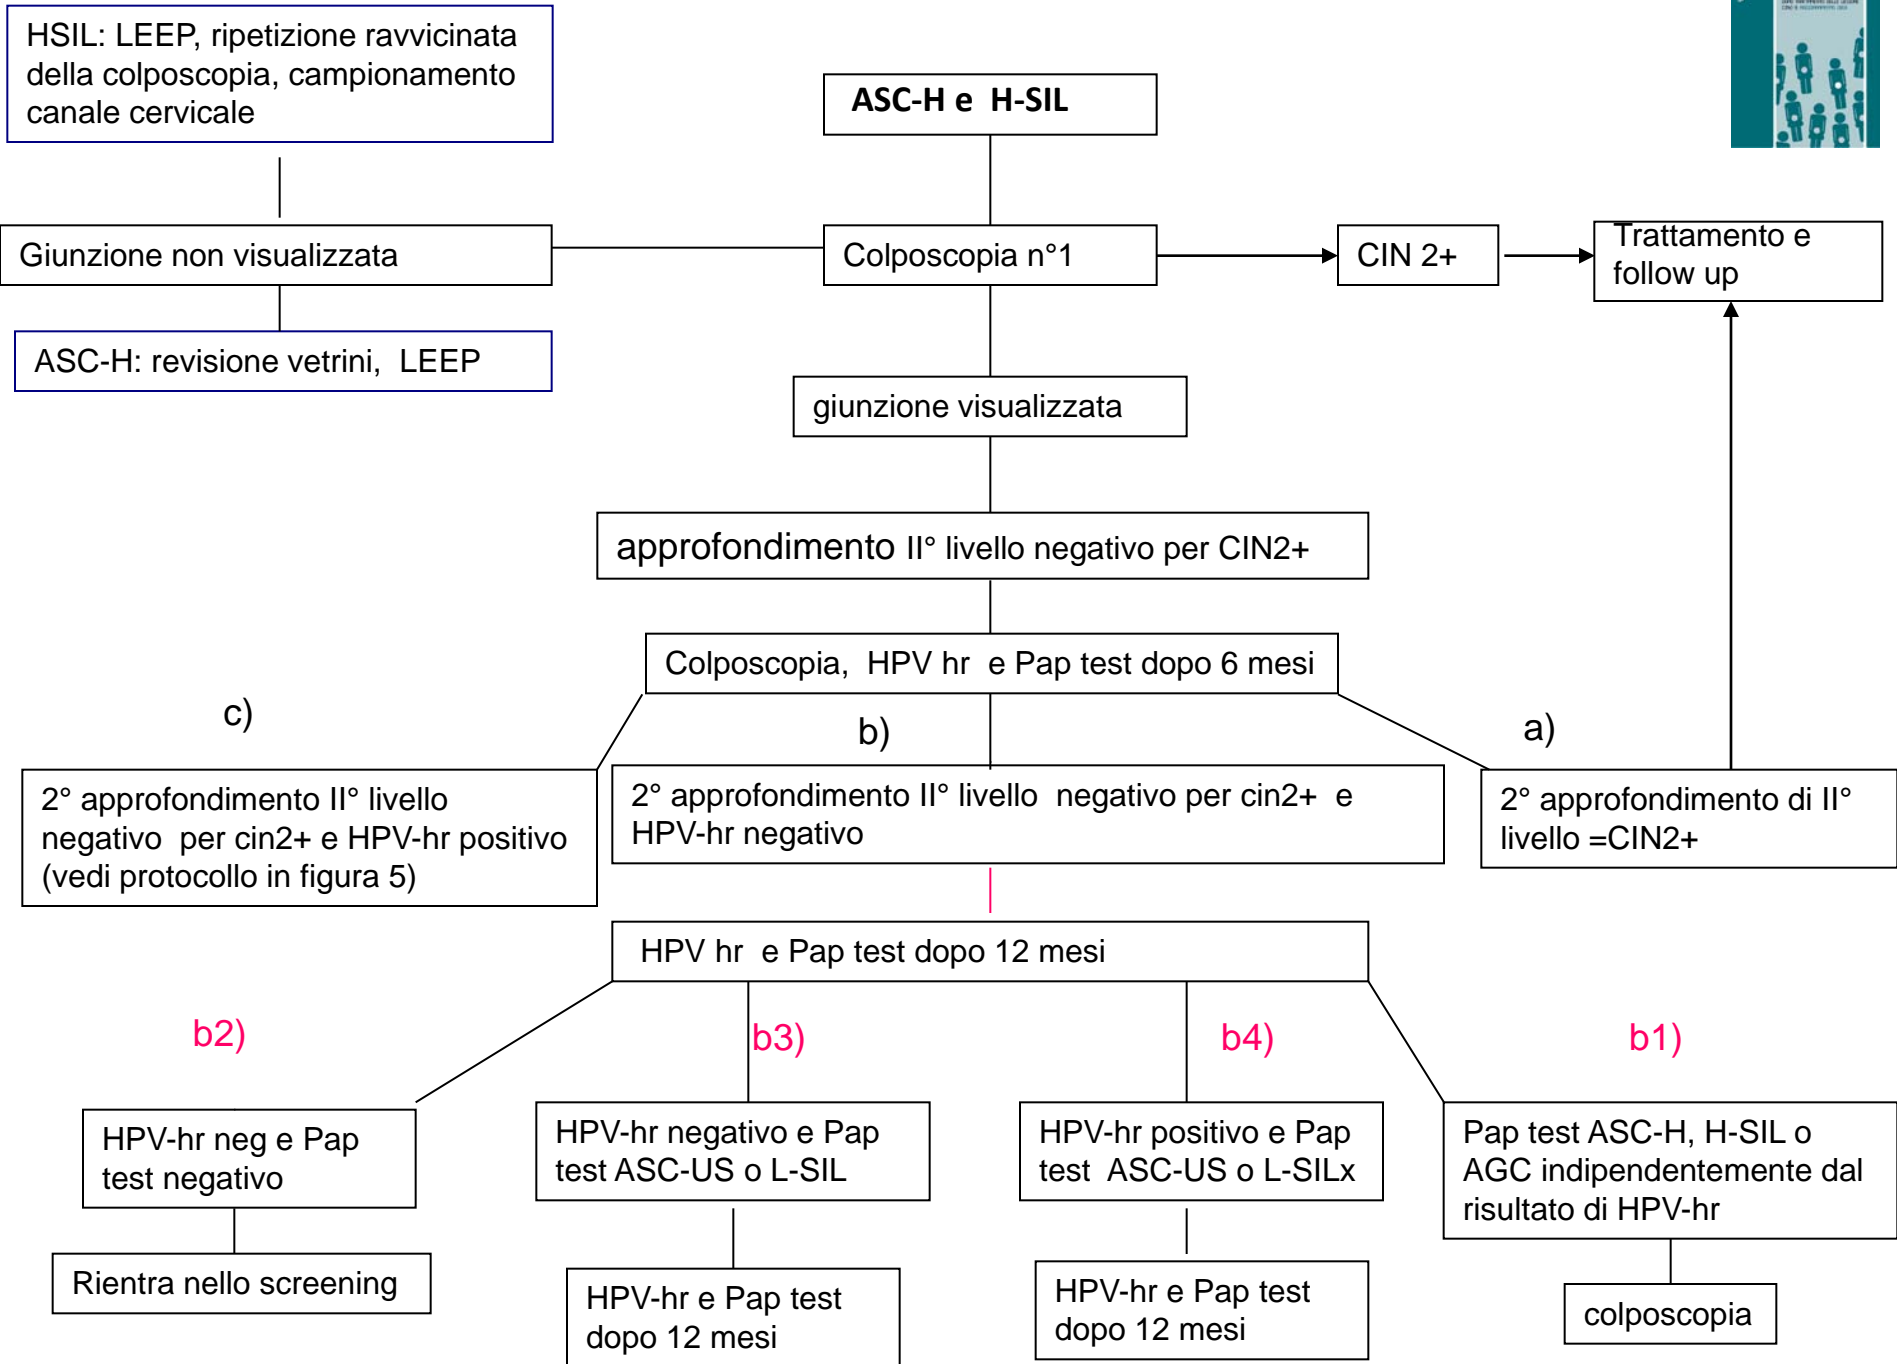 HSIL: LEEP, ripetizione ravvicinata
della colposcopia, campionamento
canale cervicale
ASC-H e H-SIL
Giunzione non visualizzata
Colposcopia n°1
CIN 2+
Trattamento e
follow up
ASC-H: revisione vetrini, LEEP
giunzione visualizzata
approfondimento II° livello negativo per CIN2+
Colposcopia, HPV hr e Pap test dopo 6 mesi
c)
b)
a)
2° approfondimento II° livello
negativo per cin2+ e HPV-hr positivo
(vedi protocollo in figura 5)
2° approfondimento II° livello negativo per cin2+ e
HPV-hr negativo
2° approfondimento di II°
livello =CIN2+
HPV hr e Pap test dopo 12 mesi
b2)
b3)
b4)
b1)
HPV-hr neg e Pap
test negativo
HPV-hr negativo e Pap
test ASC-US o L-SIL
HPV-hr positivo e Pap
test ASC-US o L-SILx
Pap test ASC-H, H-SIL o
AGC indipendentemente dal
risultato di HPV-hr
Rientra nello screening
HPV-hr e Pap test
dopo 12 mesi
HPV-hr e Pap test
dopo 12 mesi
colposcopia